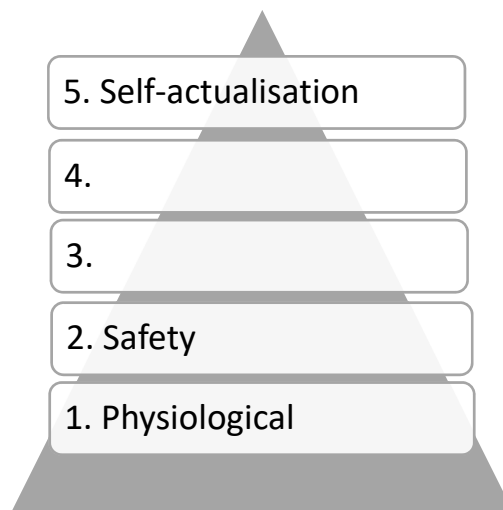 5. Self-actualisation
4.
3.
2. Safety
1. Physiological